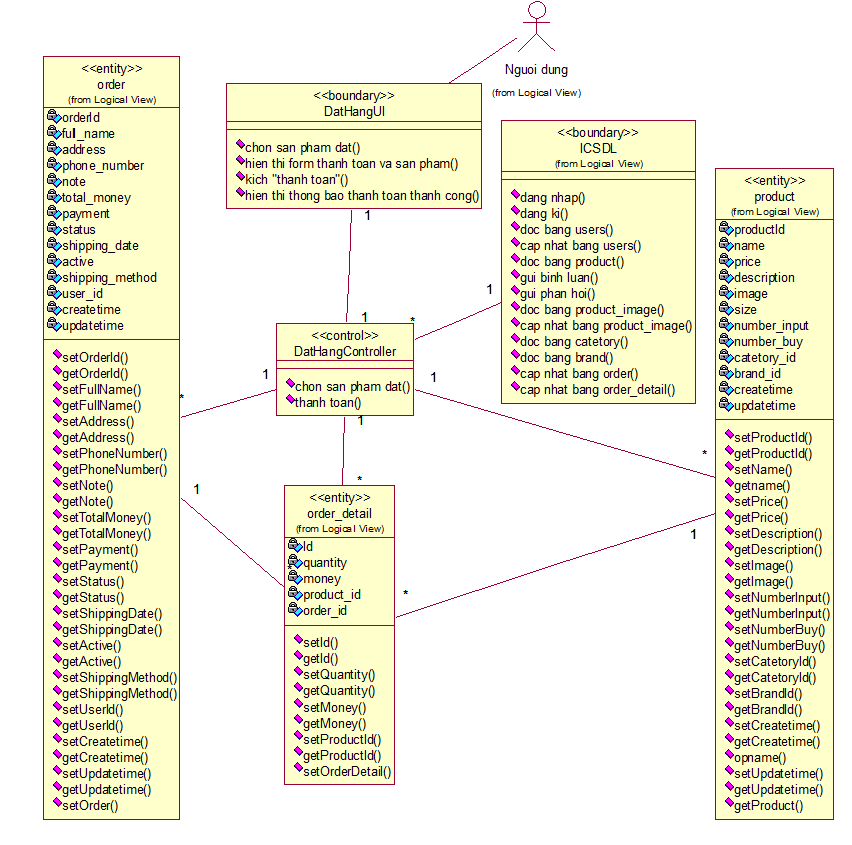 Nguoi dung
(from Logical View)
<<entity>>
order
(from Logical View)
orderId
full_name
address
phone_number
note
total_money
payment
status
shipping_date
active
shipping_method
user_id
createtime
updatetime
setOrderId()
getOrderId()
setFullName()
getFullName()
setAddress()
getAddress()
setPhoneNumber()
getPhoneNumber()
setNote()
getNote()
setTotalMoney()
getTotalMoney()
setPayment()
getPayment()
setStatus()
getStatus()
setShippingDate()
getShippingDate()
setActive()
getActive()
setShippingMethod()
getShippingMethod()
setUserId()
getUserId()
setCreatetime()
getCreatetime()
setUpdatetime()
getUpdatetime()
setOrder()
<<boundary>>
DatHangUI
chon san pham dat()
hien thi form thanh toan va san pham()
kich "thanh toan"()
hien thi thong bao thanh toan thanh cong()
1
1
<<control>>
DatHangController
chon san pham dat()
thanh toan()
1
*
1
*
1
*
1
*
1
*
<<entity>>
order_detail
(from Logical View)
Id
quantity
money
product_id
order_id
setId()
getId()
setQuantity()
getQuantity()
setMoney()
getMoney()
setProductId()
getProductId()
setOrderDetail()
*
1
<<boundary>>
ICSDL
(from Logical View)
dang nhap()
dang ki()
doc bang users()
cap nhat bang users()
doc bang product()
gui binh luan()
gui phan hoi()
doc bang product_image()
cap nhat bang product_image()
doc bang catetory()
doc bang brand()
cap nhat bang order()
cap nhat bang order_detail()
<<entity>>
product
(from Logical View)
productId
name
price
description
image
size
number_input
number_buy
catetory_id
brand_id
createtime
updatetime
setProductId()
getProductId()
setName()
getname()
setPrice()
getPrice()
setDescription()
getDescription()
setImage()
getImage()
setNumberInput()
getNumberInput()
setNumberBuy()
getNumberBuy()
setCatetoryId()
getCatetoryId()
setBrandId()
getBrandId()
setCreatetime()
getCreatetime()
opname()
setUpdatetime()
getUpdatetime()
getProduct()